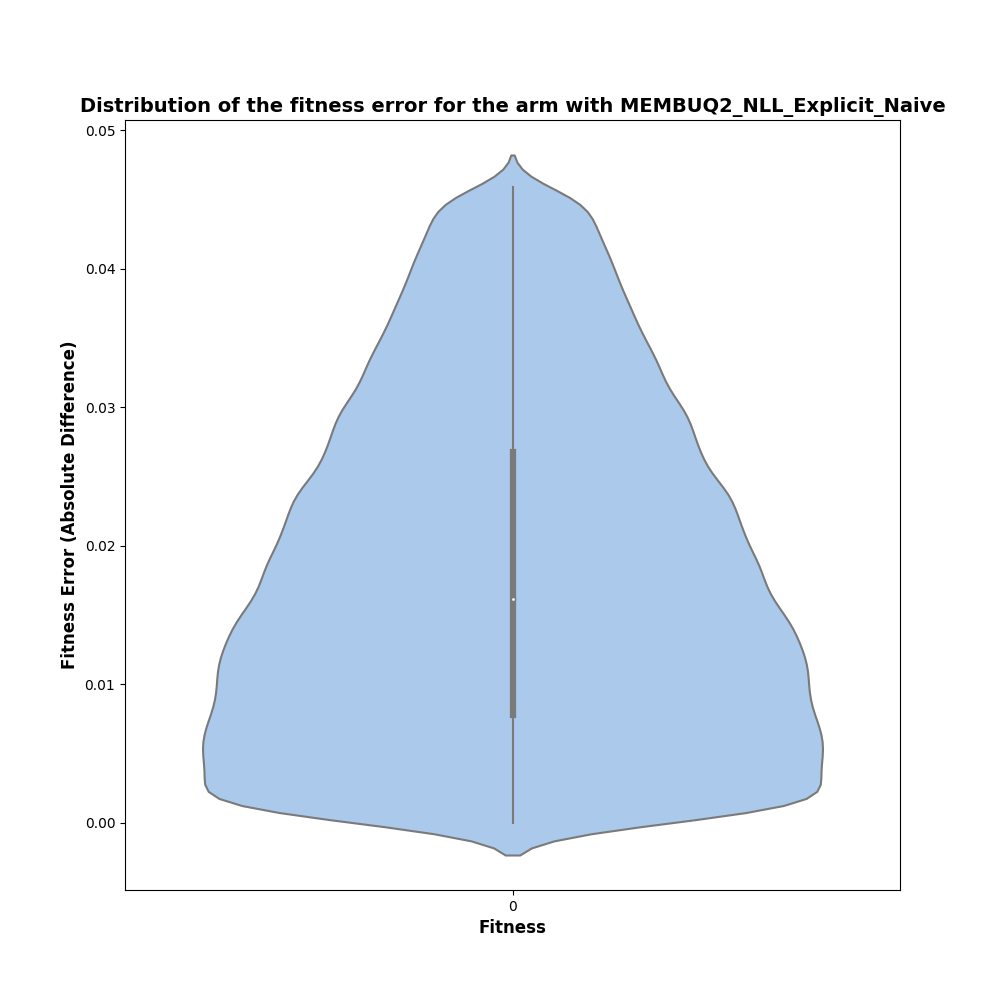 Distribution of the fitness error for the arm with MEMBUQ2_NLL_Explicit_Naive
0.05
0.04
0.03
0.02
0.01
0.00
Fitness Error (Absolute Difference)
0
Fitness